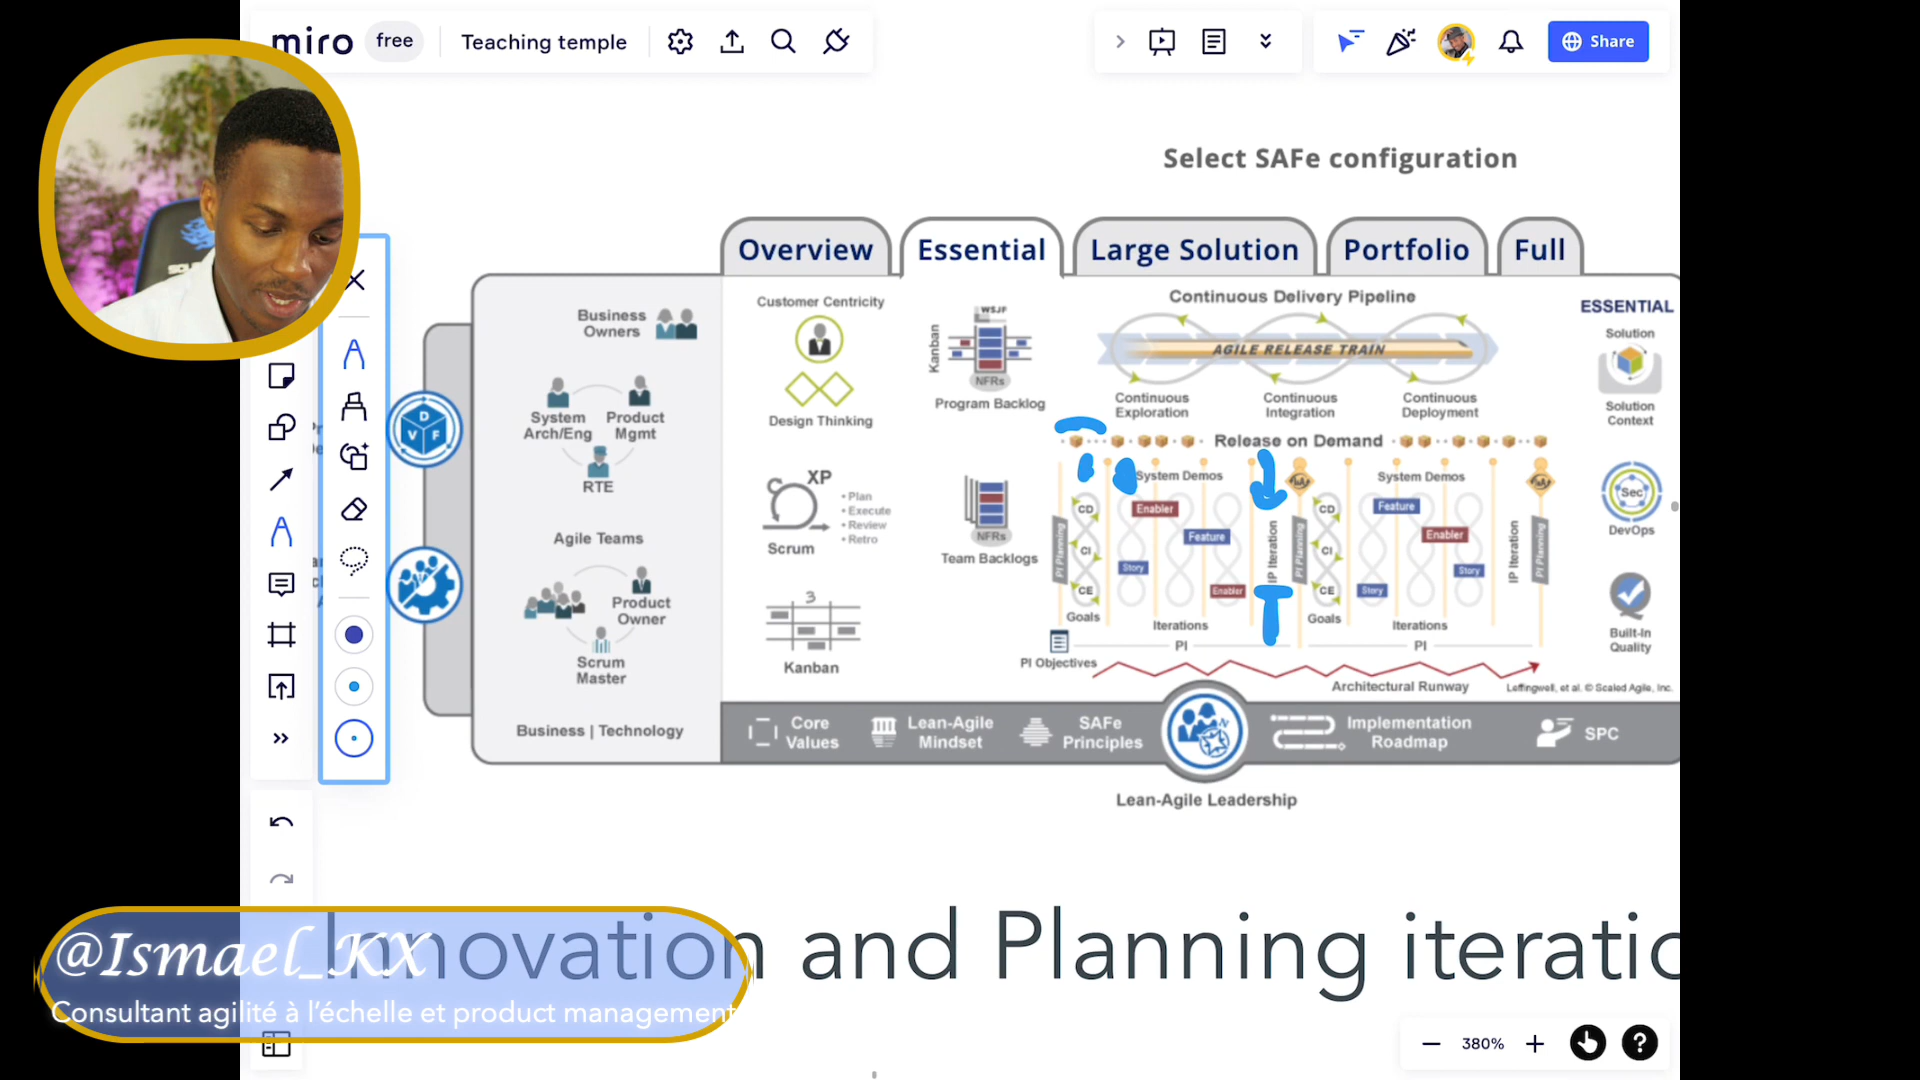 miro free Teaching temple
Share
Select SAFe configuration
Overview Essential Large Solution Portfolio Full
Business Owners
System Arch/Eng
Product Mgmt
RTE
Agile Teams
Product Owner
Scrum Master
Business | Technology
D
V F
Customer Centricity
Design Thinking
XP
Scrum
• Plan
• Execute
• Review
• Retro
3
Kanban
WSJF
Kanban
NFRs
Program Backlog
NFRs
Team Backlogs
Continuous Delivery Pipeline
AGILE RELEASE TRAIN
Continuous Exploration
Continuous Integration
Continuous Deployment
Release on Demand
System Demos
System Demos
PI Planning
CD
CI
CE
Goals
Enabler
Feature
Story
Enabler
Iterations
IP Iteration
PI Planning
CD
CI
CE
Goals
Feature
Enabler
Story
Story
Iterations
IP Iteration
PI Planning
PI
PI
PI Objectives
Architectural Runway
Leffingwell, et al. © Scaled Agile, Inc.
ESSENTIAL
Solution
Solution Context
Sec
DevOps
Built-In Quality
Core Values
Lean-Agile Mindset
SAFe Principles
Implementation Roadmap
SPC
Lean-Agile Leadership
Innovation and Planning iteratio
@Ismael_KX
Consultant agilité à l'échelle et product management
380%